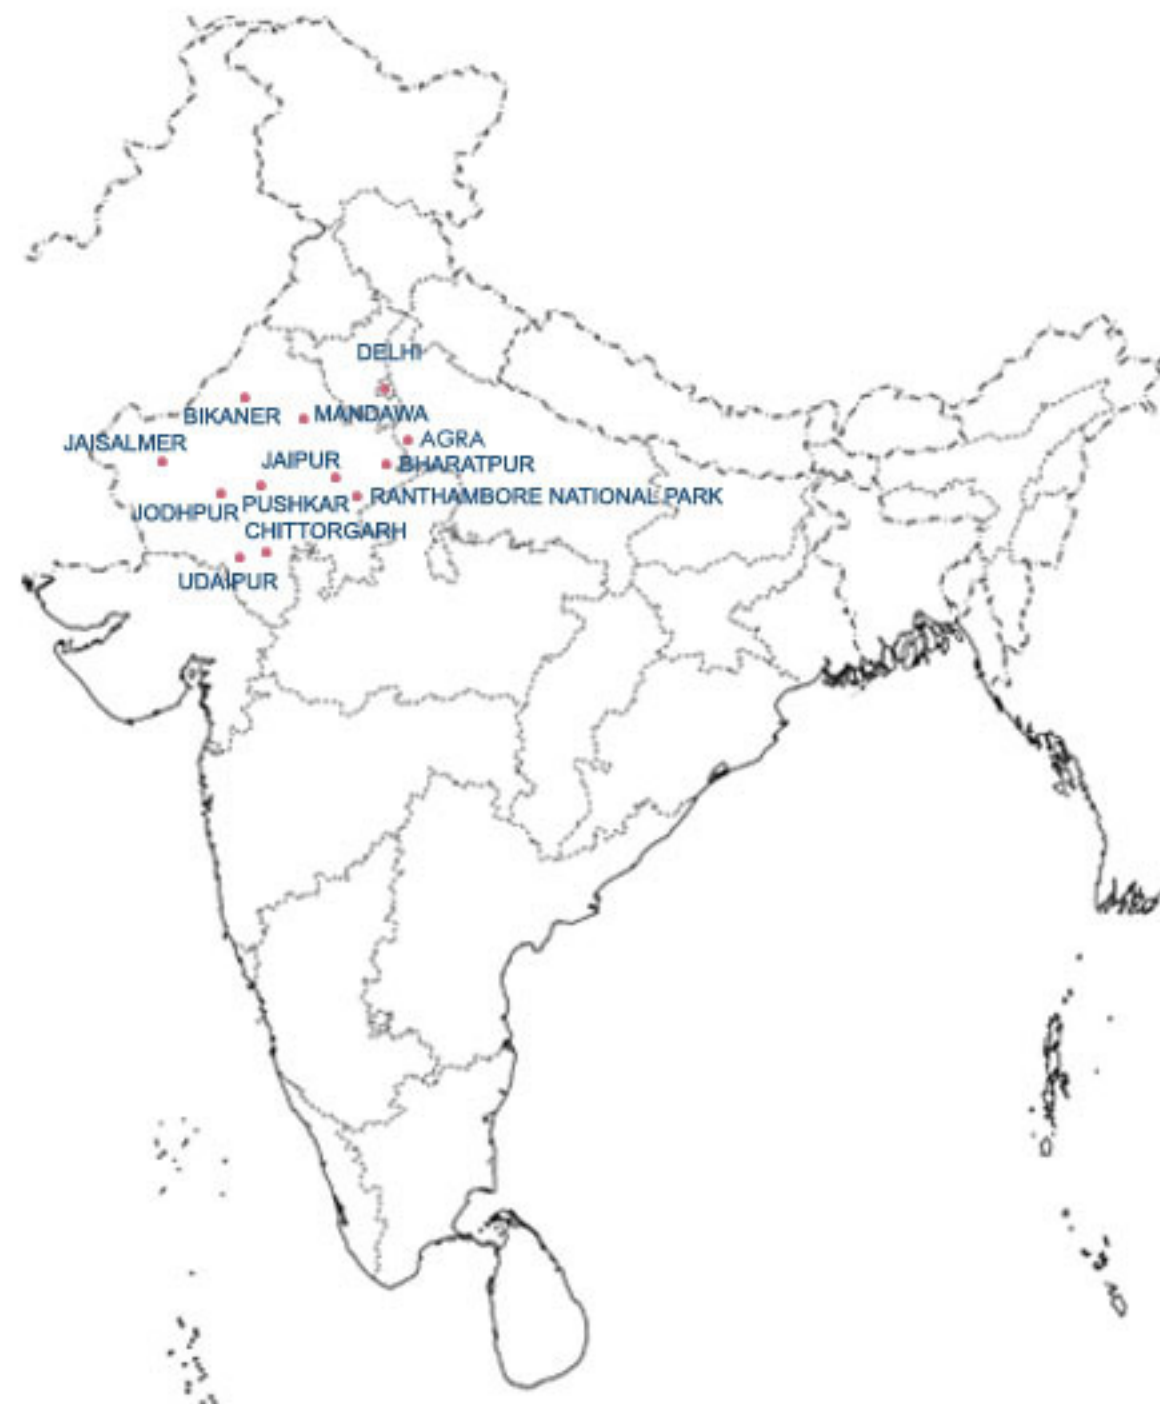 DELHI
BIKANER
MANDAWA
JAISALMER
AGRA
JAIPUR
BHARATPUR
JODHPUR
PUSHKAR
RANTHAMBORE NATIONAL PARK
CHITTORGARH
UDAIPUR